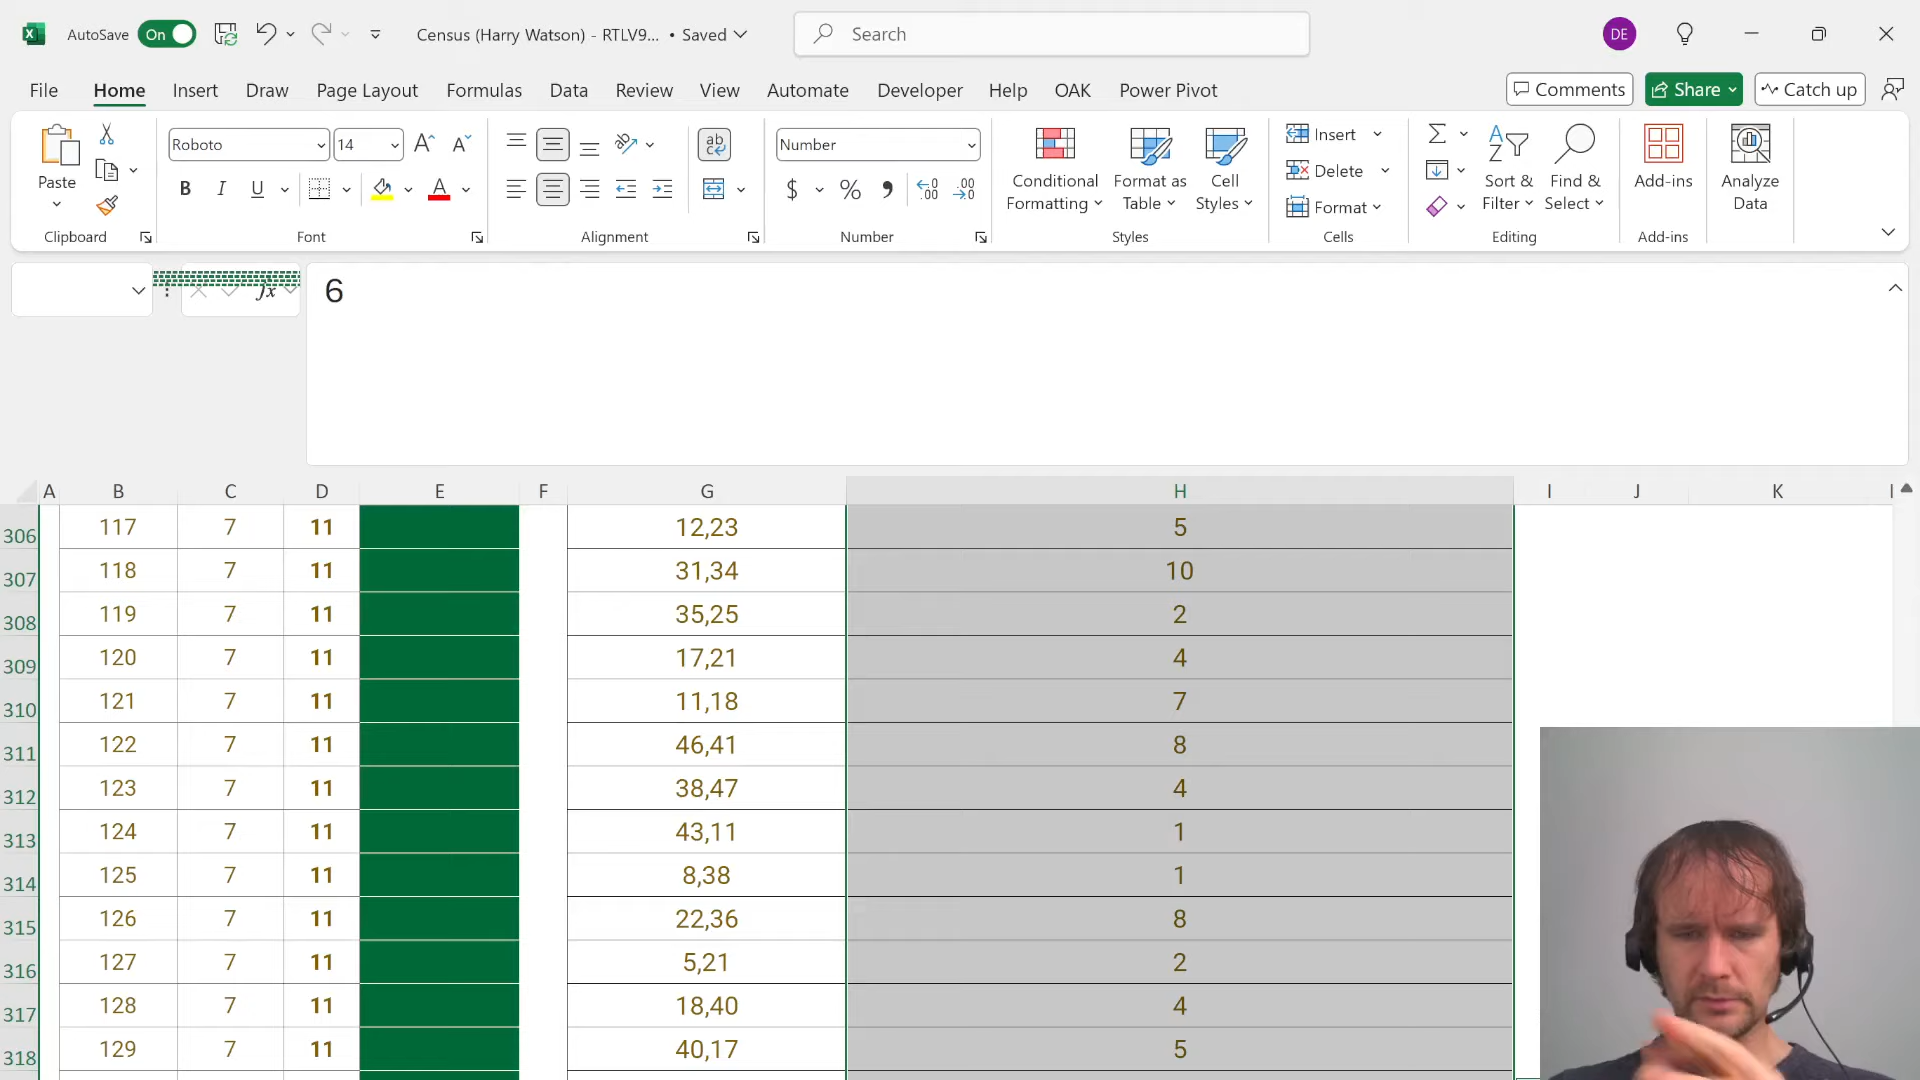 AutoSave On Census (Harry Watson) - RTLV9... • Saved Search DE
File Home Insert Draw Page Layout Formulas Data Review View Automate Developer Help OAK Power Pivot Comments Share Catch up
Paste Roboto 14 Number Conditional Formatting Format as Table Cell Styles Insert Delete Format Sort & Filter Find & Select Add-ins Analyze Data
Clipboard Font Alignment Number Styles Cells Editing Add-ins
fx 6
A B C D E F G H I J K
306 117 7 11 12,23 5
307 118 7 11 31,34 10
308 119 7 11 35,25 2
309 120 7 11 17,21 4
310 121 7 11 11,18 7
311 122 7 11 46,41 8
312 123 7 11 38,47 4
313 124 7 11 43,11 1
314 125 7 11 8,38 1
315 126 7 11 22,36 8
316 127 7 11 5,21 2
317 128 7 11 18,40 4
318 129 7 11 40,17 5